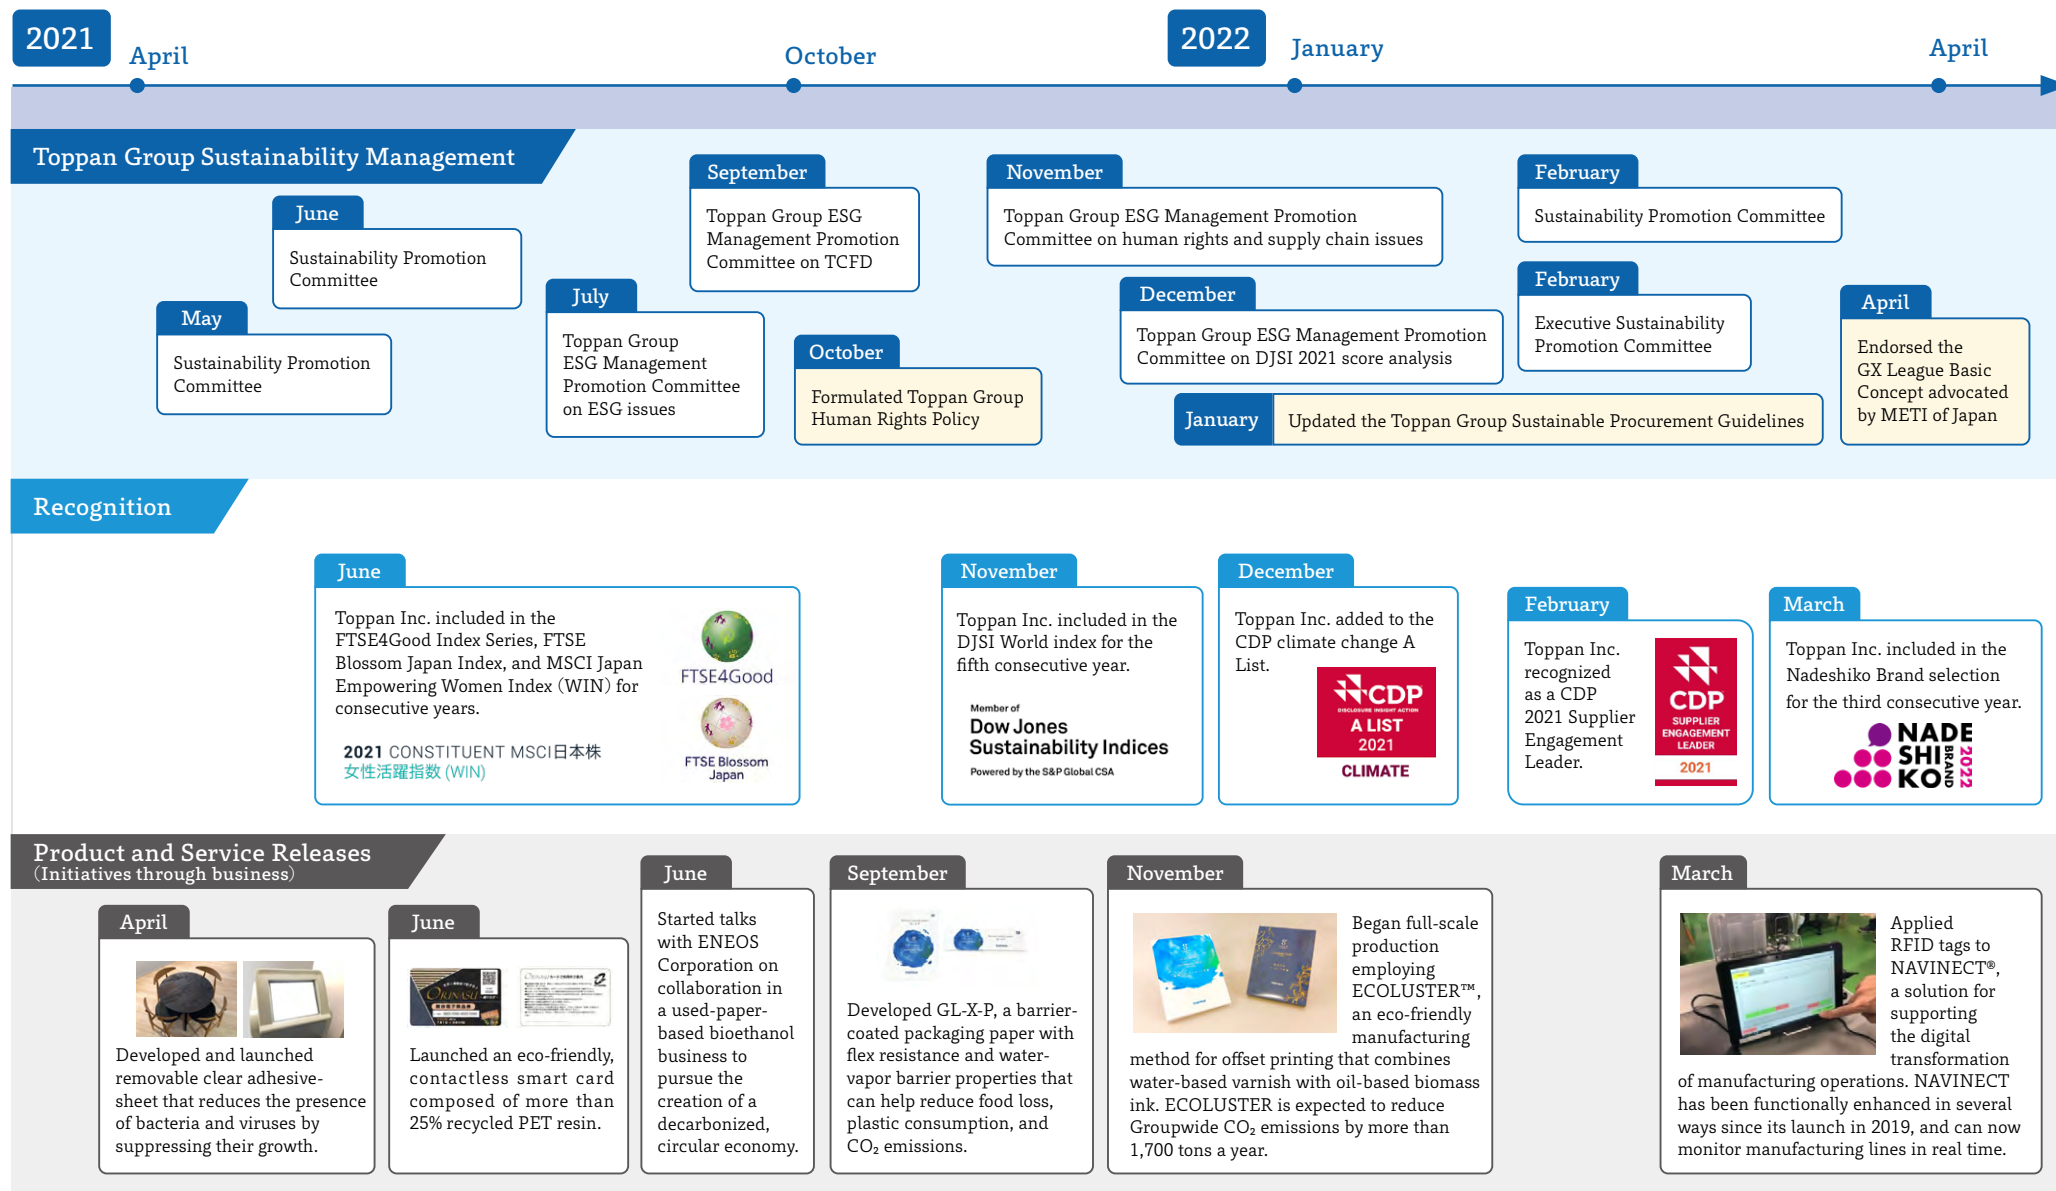 2021
April
October
2022
January
April
Toppan Group Sustainability Management
May
Sustainability Promotion
Committee
June
Sustainability Promotion
Committee
July
Toppan Group
ESG Management
Promotion Committee
on ESG issues
September
Toppan Group ESG
Management Promotion
Committee on TCFD
October
Formulated Toppan Group
Human Rights Policy
November
Toppan Group ESG Management Promotion
Committee on human rights and supply chain issues
December
Toppan Group ESG Management Promotion
Committee on DJSI 2021 score analysis
January
Updated the Toppan Group Sustainable Procurement Guidelines
February
Sustainability Promotion Committee
February
Executive Sustainability
Promotion Committee
April
Endorsed the
GX League Basic
Concept advocated
by METI of Japan
Recognition
June
Toppan Inc. included in the
FTSE4Good Index Series, FTSE
Blossom Japan Index, and MSCI Japan
Empowering Women Index (WIN) for
consecutive years.
2021 CONSTITUENT MSCI日本株
女性活躍指数 (WIN)
FTSE4Good
FTSE Blossom
Japan
November
Toppan Inc. included in the
DJSI World index for the
fifth consecutive year.
Member of
Dow Jones
Sustainability Indices
Powered by the S&P Global CSA
December
Toppan Inc. added to the
CDP climate change A
List.
CDP
DISCLOSURE INSIGHT ACTION
A LIST
2021
CLIMATE
February
Toppan Inc.
recognized
as a CDP
2021 Supplier
Engagement
Leader.
CDP
SUPPLIER
ENGAGEMENT
LEADER
2021
March
Toppan Inc. included in the
Nadeshiko Brand selection
for the third consecutive year.
NADE
SHI
KO
BRAND
2022
Product and Service Releases
(Initiatives through business)
April
Developed and launched
removable clear adhesive-
sheet that reduces the presence
of bacteria and viruses by
suppressing their growth.
June
ORINASU
Launched an eco-friendly,
contactless smart card
composed of more than
25% recycled PET resin.
June
Started talks
with ENEOS
Corporation on
collaboration in
a used-paper-
based bioethanol
business to
pursue the
creation of a
decarbonized,
circular economy.
September
Developed GL-X-P, a barrier-
coated packaging paper with
flex resistance and water-
vapor barrier properties that
can help reduce food loss,
plastic consumption, and
CO₂ emissions.
November
Began full-scale
production
employing
ECOLUSTER™,
an eco-friendly
manufacturing
method for offset printing that combines
water-based varnish with oil-based biomass
ink. ECOLUSTER is expected to reduce
Groupwide CO₂ emissions by more than
1,700 tons a year.
March
Applied
RFID tags to
NAVINECT®,
a solution for
supporting
the digital
transformation
of manufacturing operations. NAVINECT
has been functionally enhanced in several
ways since its launch in 2019, and can now
monitor manufacturing lines in real time.